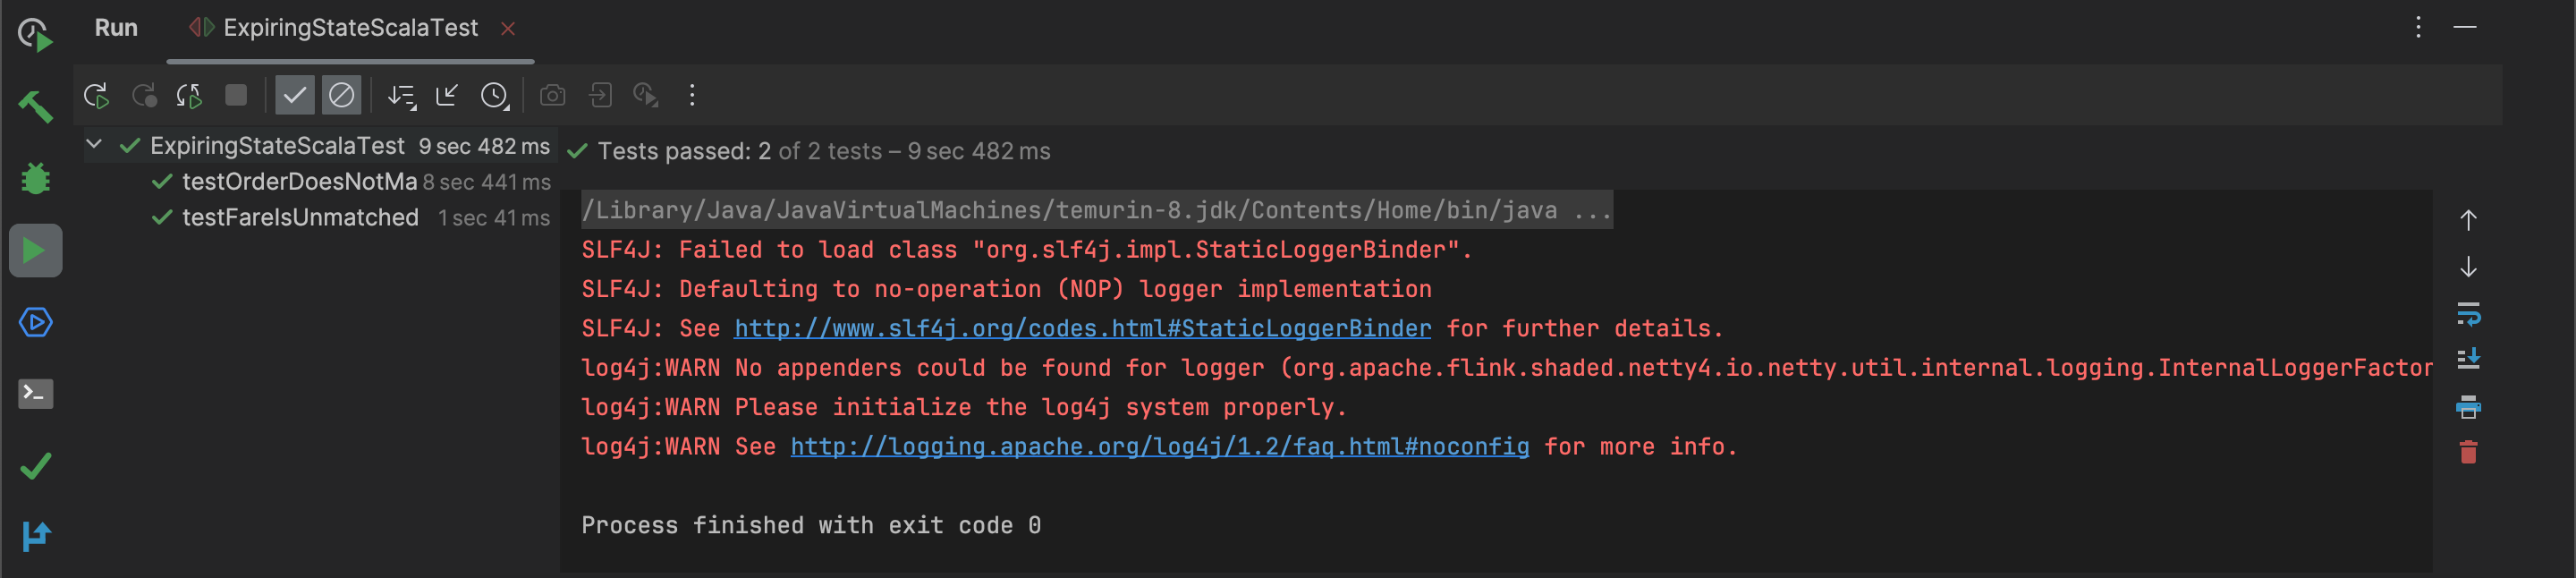 Run ExpiringStateScalaTest
ExpiringStateScalaTest 9 sec 482 ms
testOrderDoesNotMa 8 sec 441 ms
testFareIsUnmatched 1 sec 41 ms
Tests passed: 2 of 2 tests – 9 sec 482 ms
/Library/Java/JavaVirtualMachines/temurin-8.jdk/Contents/Home/bin/java ...
SLF4J: Failed to load class "org.slf4j.impl.StaticLoggerBinder".
SLF4J: Defaulting to no-operation (NOP) logger implementation
SLF4J: See http://www.slf4j.org/codes.html#StaticLoggerBinder for further details.
log4j:WARN No appenders could be found for logger (org.apache.flink.shaded.netty4.io.netty.util.internal.logging.InternalLoggerFactor
log4j:WARN Please initialize the log4j system properly.
log4j:WARN See http://logging.apache.org/log4j/1.2/faq.html#noconfig for more info.
Process finished with exit code 0